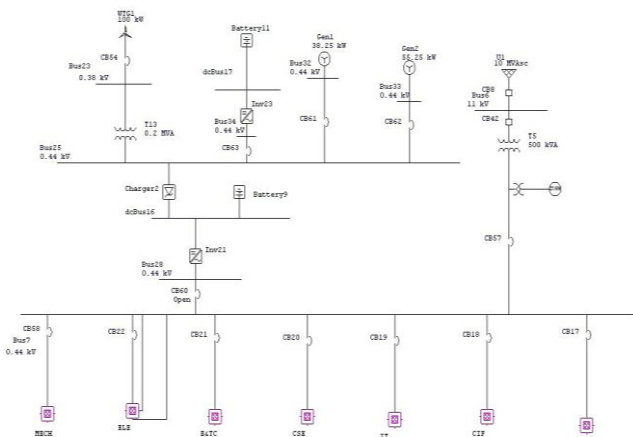 WTG1
100 kW
Battery11
Gen1
38.25 kW
Gen2
55.25 kW
U1
10 MVAsc
CB54
Bus23
0.38 kV
dcBus17
Bus32
0.44 kV
Bus33
0.44 kV
CB8
Bus6
11 kV
Inv23
Bus34
0.44 kV
CB61
CB62
CB42
T13
0.2 MVA
T5
500 kVA
CB63
Bus25
0.44 kV
Charger2
Battery9
dcBus16
CB57
Inv21
Bus28
0.44 kV
CB60
Open
CB58
Bus7
0.44 kV
CB22
CB21
CB20
CB19
CB18
CB17
MECH
ELE
E&TC
CSE
IT
CIP